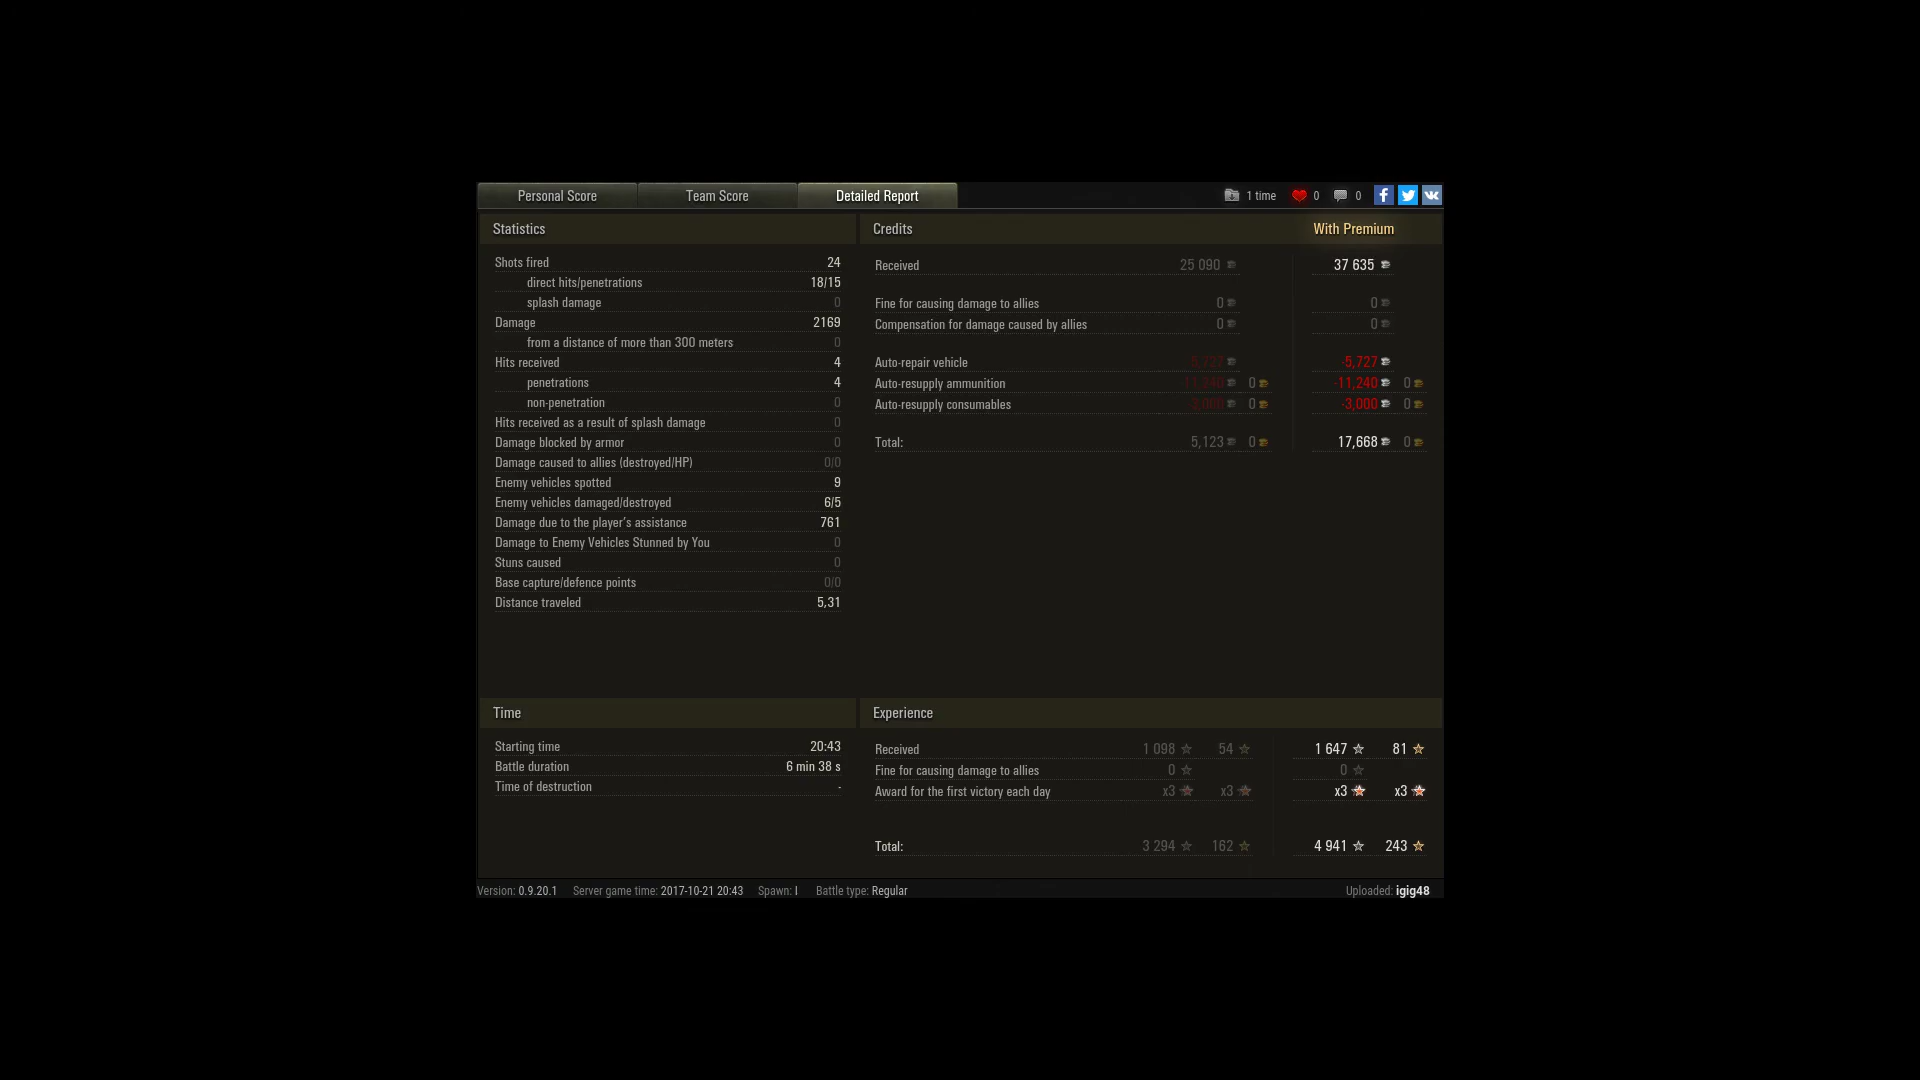 Personal Score Team Score Detailed Report 1 time 0 0
Statistics
Shots fired 24
direct hits/penetrations 18/15
splash damage 0
Damage 2169
from a distance of more than 300 meters 0
Hits received 4
penetrations 4
non-penetration 0
Hits received as a result of splash damage 0
Damage blocked by armor 0
Damage caused to allies (destroyed/HP) 0/0
Enemy vehicles spotted 9
Enemy vehicles damaged/destroyed 6/5
Damage due to the player's assistance 761
Damage to Enemy Vehicles Stunned by You 0
Stuns caused 0
Base capture/defence points 0/0
Distance traveled 5,31
Credits With Premium
Received 25 090 37 635
Fine for causing damage to allies 0 0
Compensation for damage caused by allies 0 0
Auto-repair vehicle -5,727 -5,727
Auto-resupply ammunition -11,240 0 -11,240 0
Auto-resupply consumables -3,000 0 -3,000 0
Total: 5,123 0 17,668 0
Time
Starting time 20:43
Battle duration 6 min 38 s
Time of destruction -
Experience
Received 1 098 54 1 647 81
Fine for causing damage to allies 0 0
Award for the first victory each day x3 x3 x3 x3
Total: 3 294 162 4 941 243
Version: 0.9.20.1 Server game time: 2017-10-21 20:43 Spawn: I Battle type: Regular Uploaded: igig48